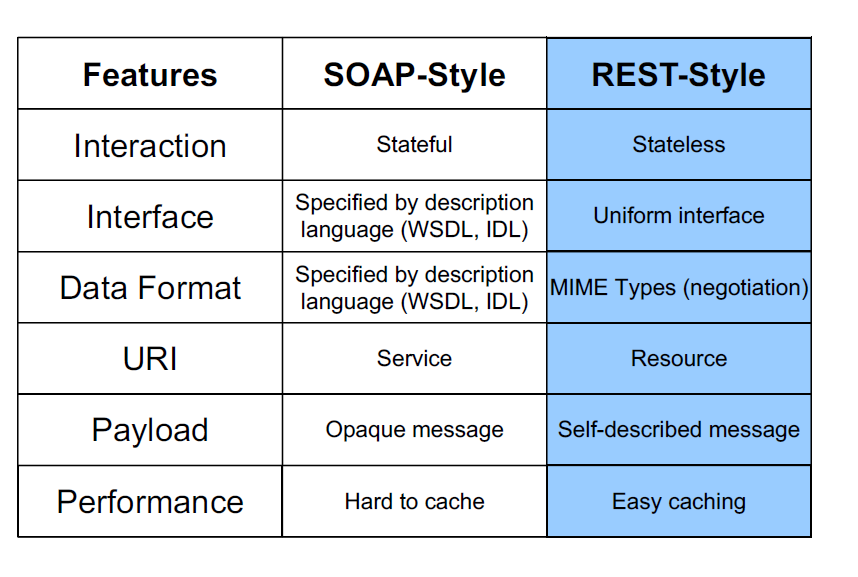 Features SOAP-Style REST-Style
Interaction Stateful Stateless
Interface Specified by description language (WSDL, IDL) Uniform interface
Data Format Specified by description language (WSDL, IDL) MIME Types (negotiation)
URI Service Resource
Payload Opaque message Self-described message
Performance Hard to cache Easy caching